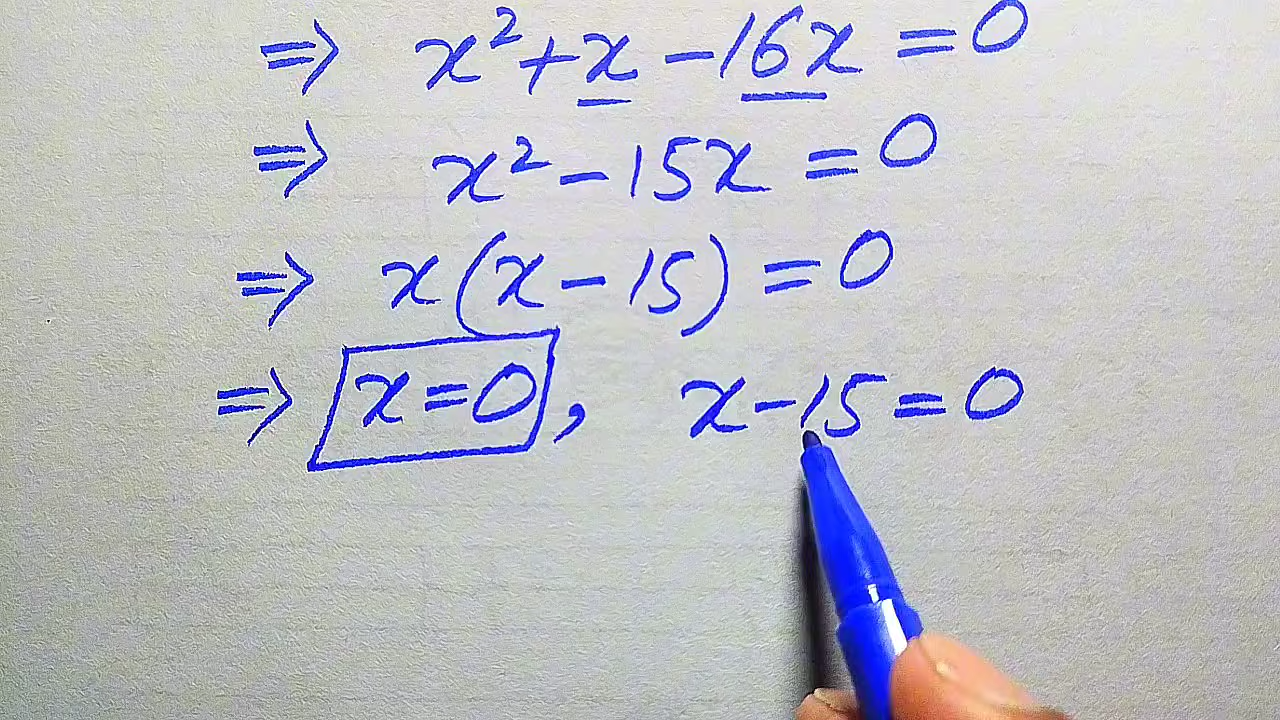 ⇒ x² + x - 16x = 0
⇒ x² - 15x = 0
⇒ x(x - 15) = 0
⇒ x = 0, x - 15 = 0